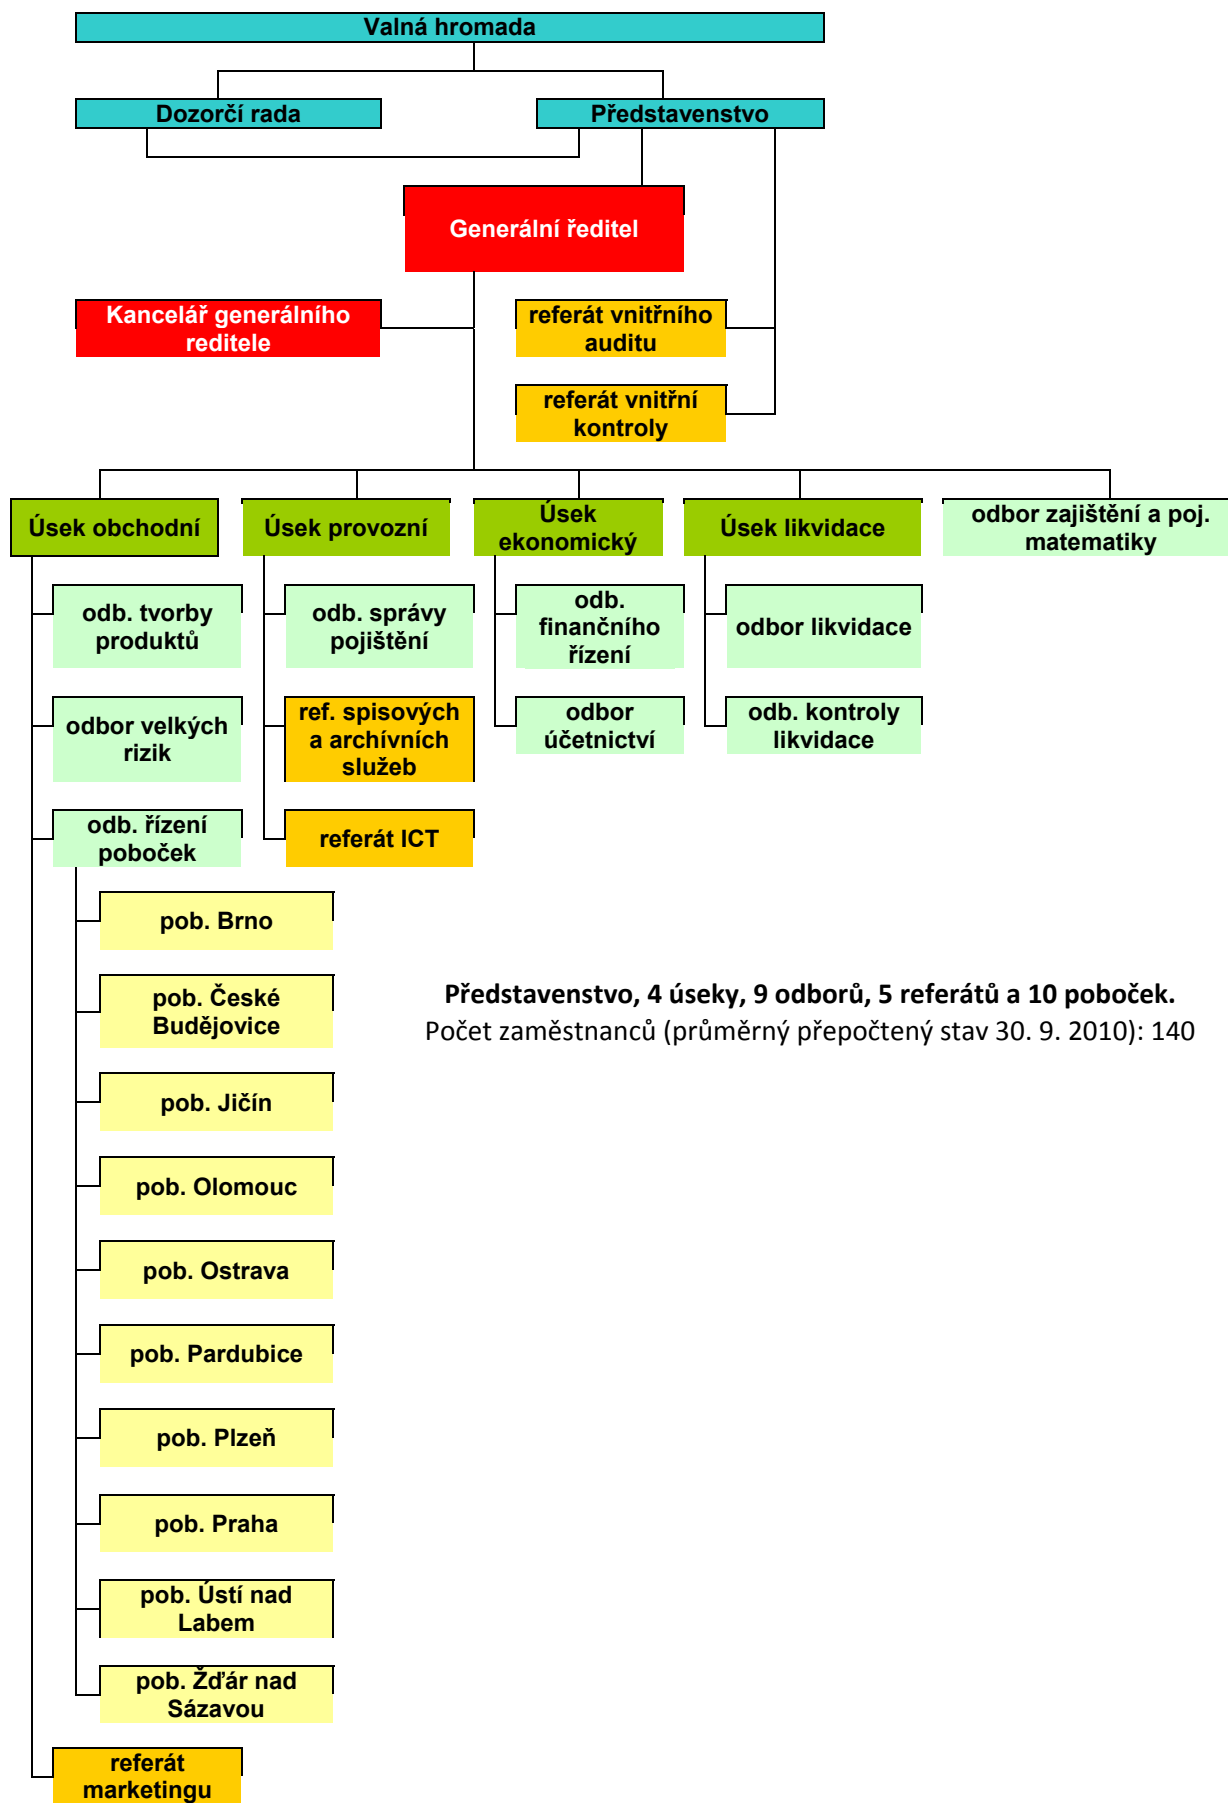 Valná hromada
Dozorčí rada
Představenstvo
Generální ředitel
Kancelář generálního
reditele
referát vnitřního
auditu
referát vnitřní
kontroly
Úsek obchodní
Úsek provozní
Úsek
ekonomický
Úsek likvidace
odbor zajištění a poj.
matematiky
odb. tvorby
produktů
odb. správy
pojištění
odb.
finančního
řízení
odbor likvidace
odbor velkých
rizik
ref. spisových
a archívních
služeb
odbor
účetnictví
odb. kontroly
likvidace
odb. řízení
poboček
referát ICT
pob. Brno
pob. České
Budějovice
Představenstvo, 4 úseky, 9 odborů, 5 referátů a 10 poboček.
Počet zaměstnanců (průměrný přepočtený stav 30. 9. 2010): 140
pob. Jičín
pob. Olomouc
pob. Ostrava
pob. Pardubice
pob. Plzeň
pob. Praha
pob. Ústí nad
Labem
pob. Žďár nad
Sázavou
referát
marketingu